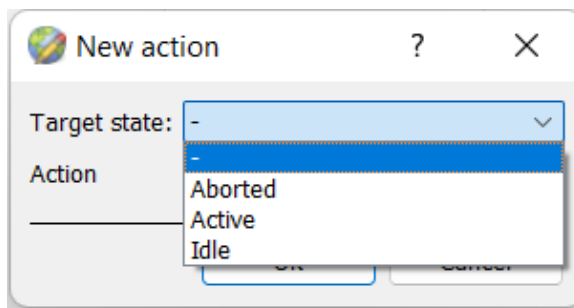 New action ? ×
Target state: -
-
Action
Aborted
Active
Idle